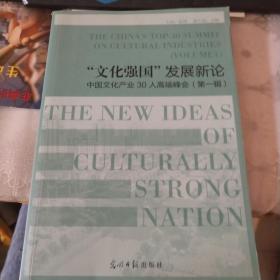 THE CHINA'S TOP 30 SUMMIT
ON CULTURAL INDUSTRIES
(VOLUME 1)
“文化强国”发展新论
中国文化产业30人高端峰会（第一辑）
THE NEW IDEAS
OF
CULTURALLY
STRONG
NATION
光明日报出版社